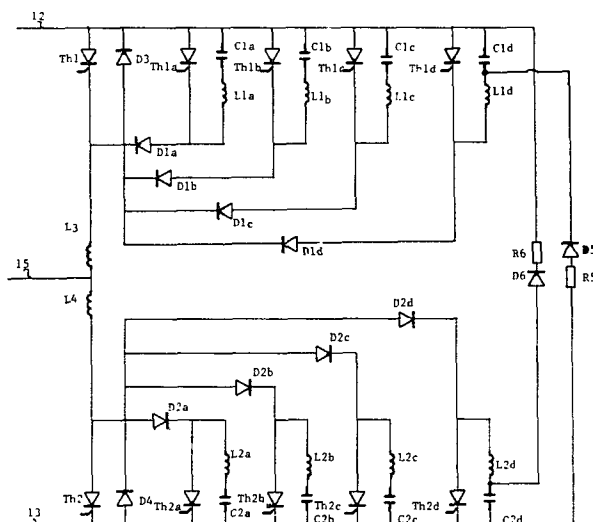 12
C1a C1b C1c C1d
Th1 D3 Th1a Th1b Th1c Th1d
L1a L1b L1c L1d
D1a
D1b
D1c
D1d
L3
R6 D5
15
D6 R5
L4
D2d
D2c
D2b
D2a
L2a L2b L2c L2d
Th2 D4 Th2a Th2b Th2c Th2d
13
C2a C2b C2c C2d